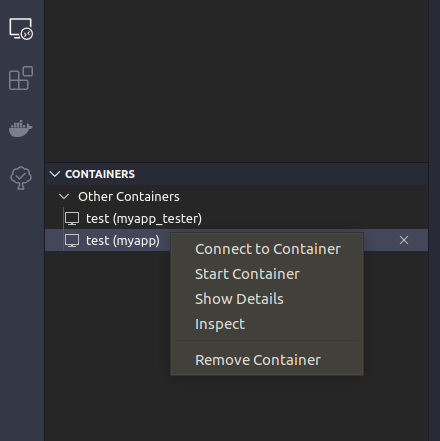 CONTAINERS
Other Containers
test (myapp_tester)
test (myapp)
Connect to Container
Start Container
Show Details
Inspect
Remove Container